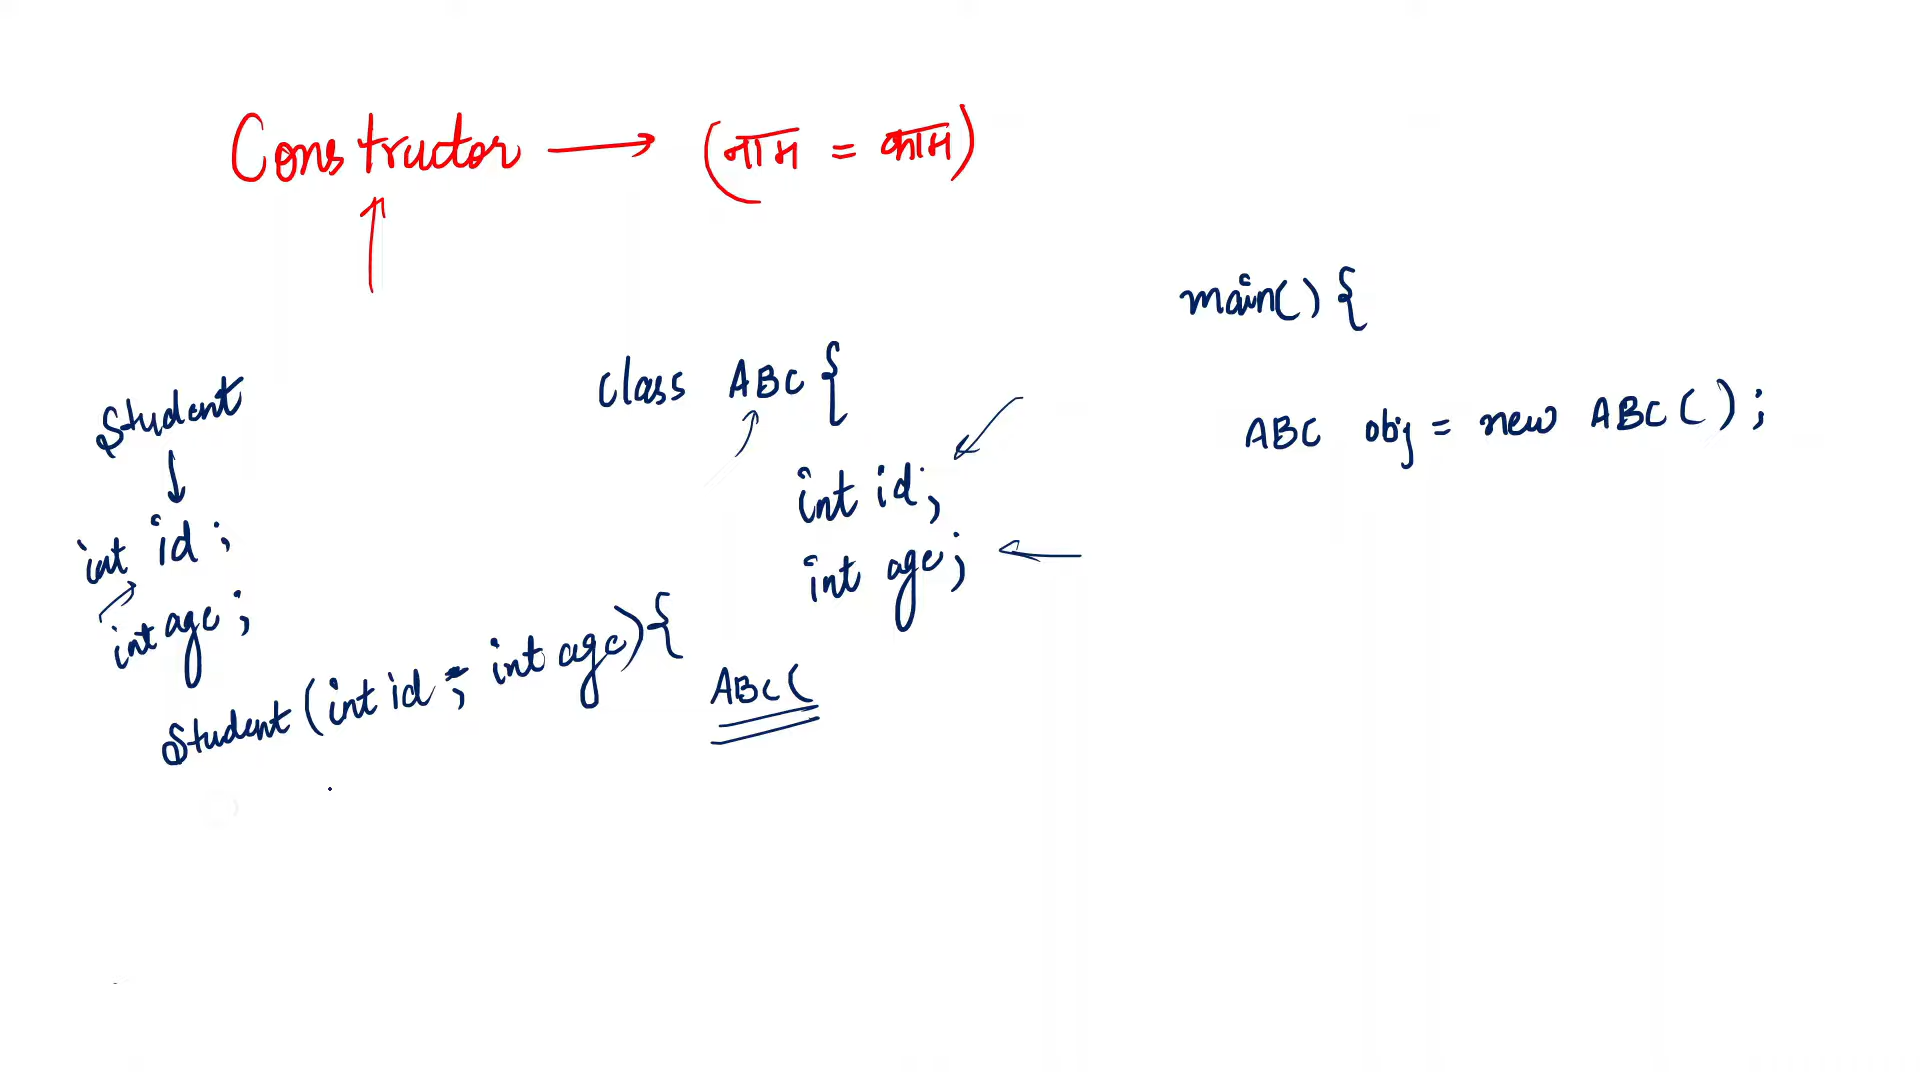 Constructor → (नाम = काम)
main() {
class ABC {
ABC obj = new ABC( ) ;
Student
↓
int id ;
int age ;
int id ;
int age ;
Student (int id , int age) {
ABC (